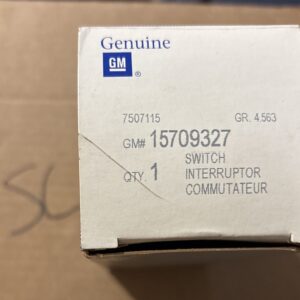 Genuine
GM ®
7507115 GR. 4.563
GM# 15709327
SWITCH
QTY. 1 INTERRUPTOR
COMMUTATEUR